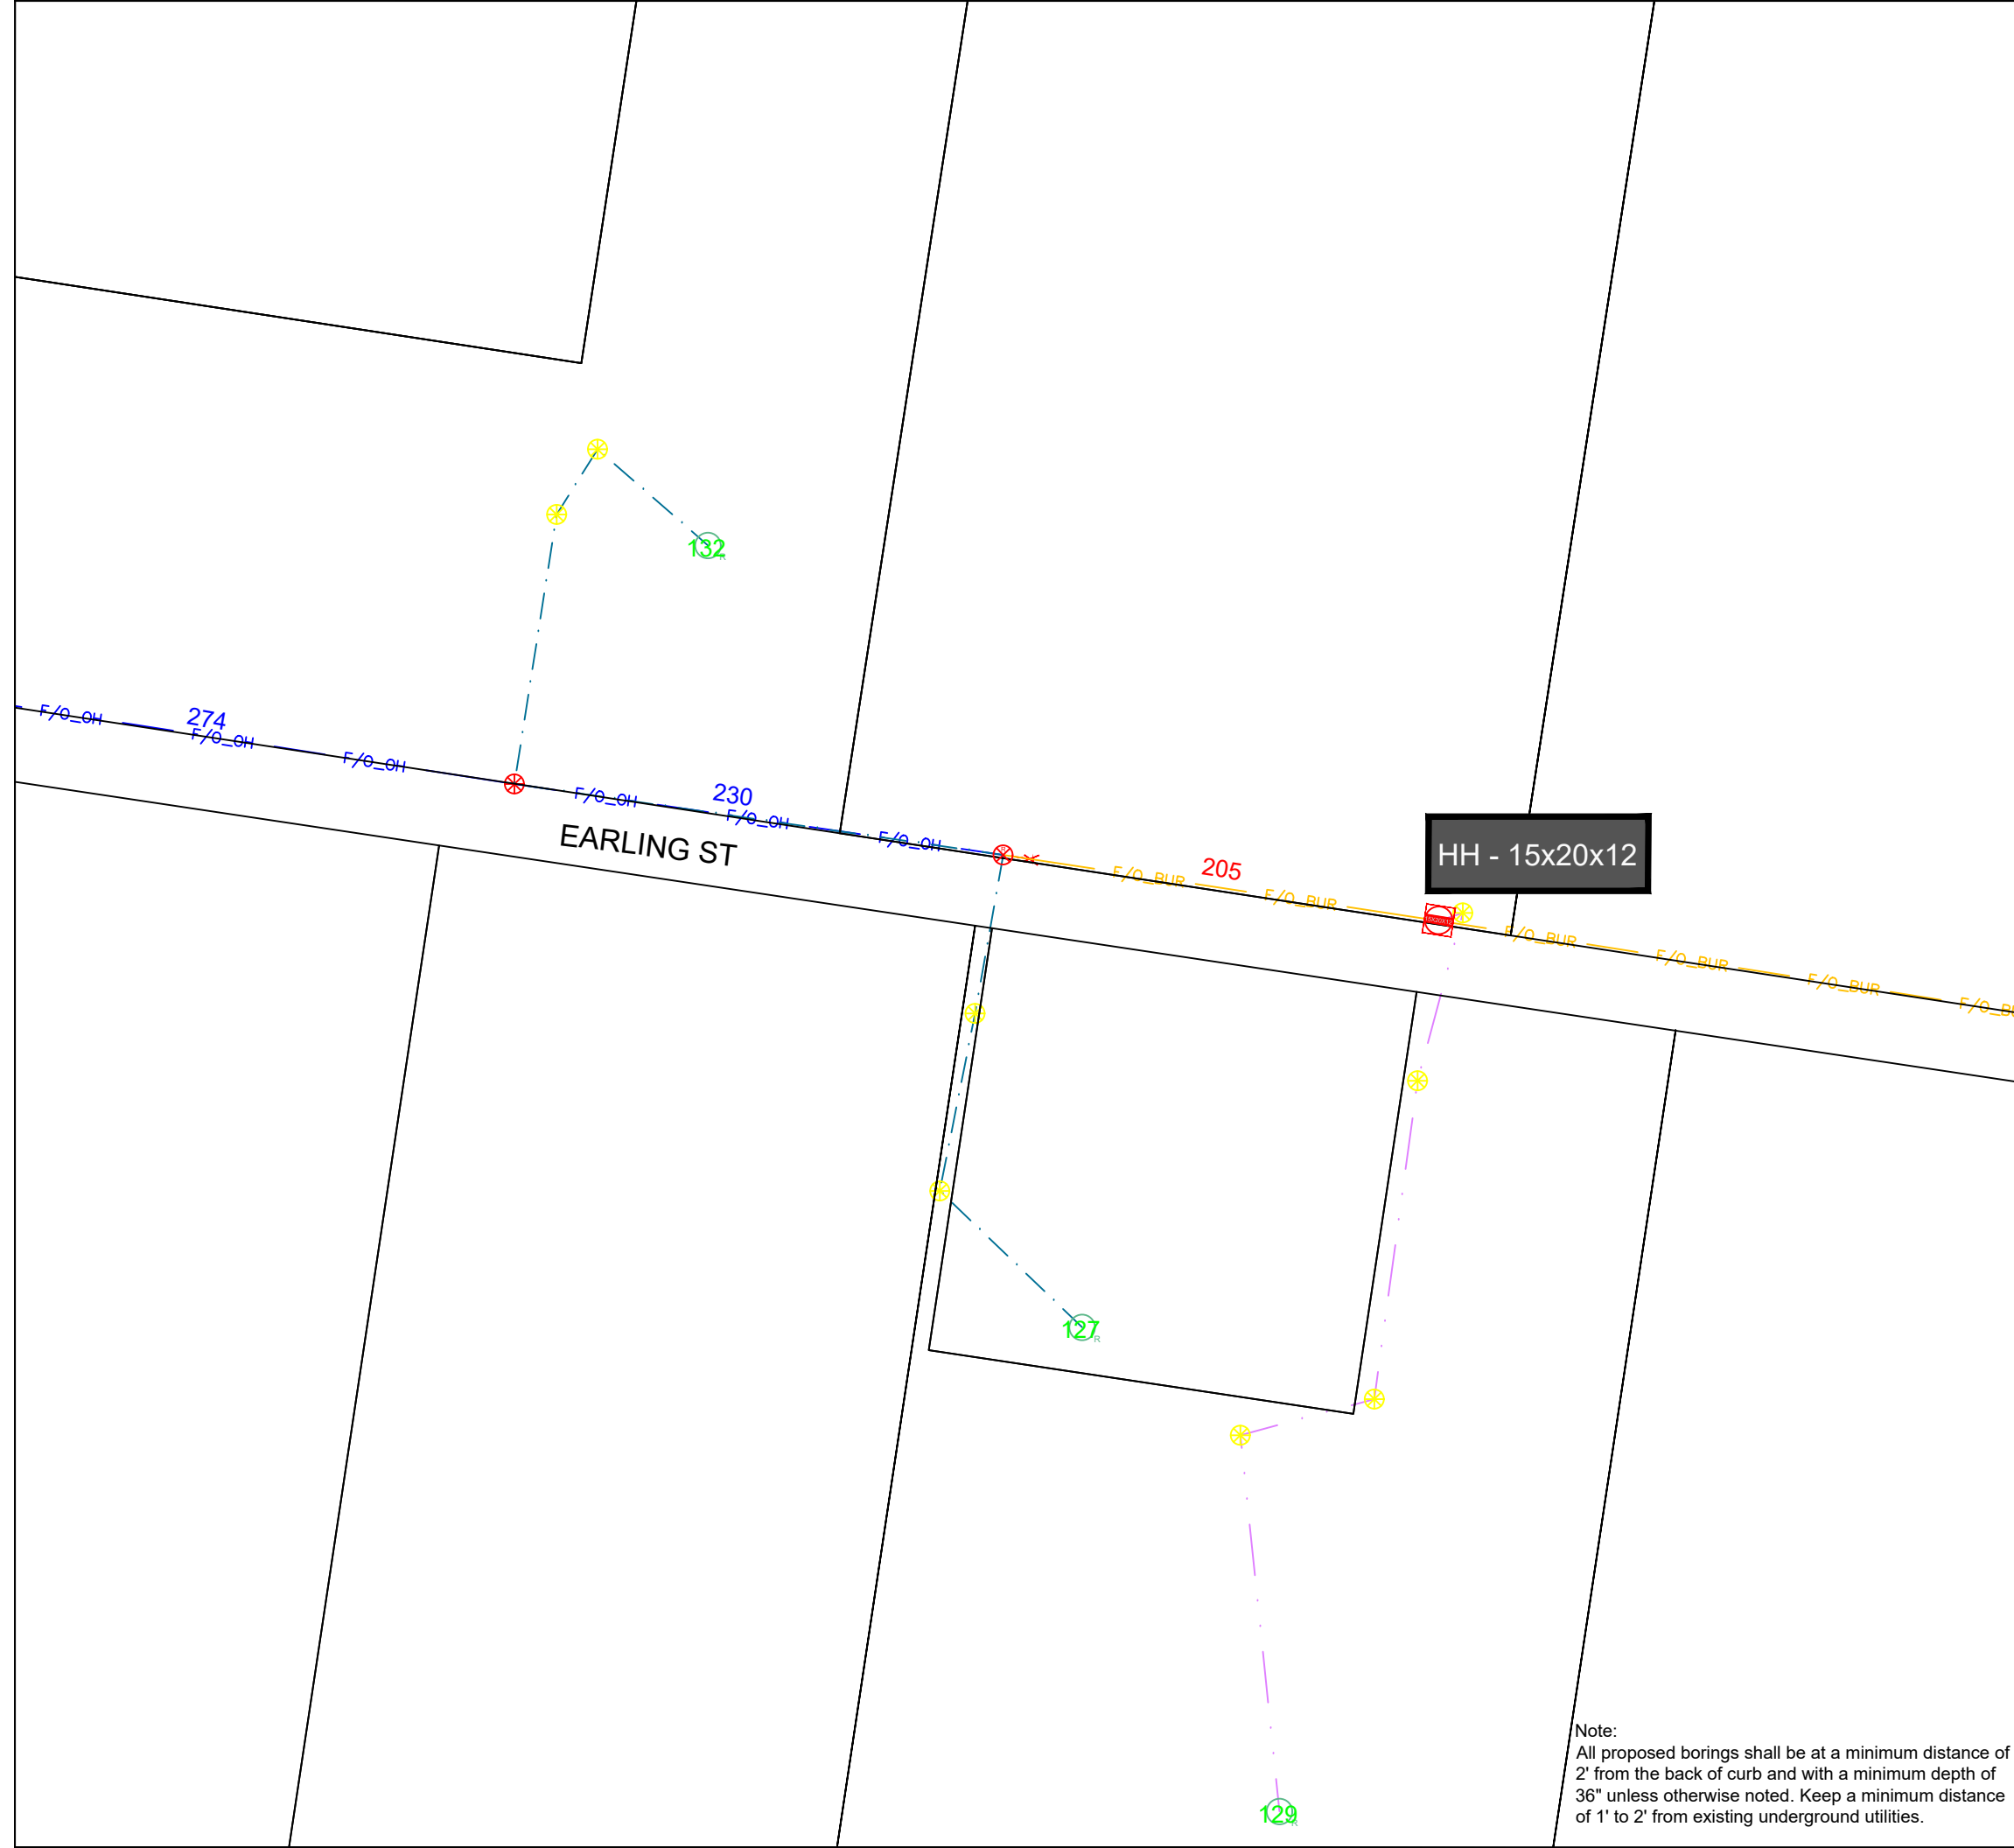 132
R
274
F/O_OH
F/O_OH
F/O_OH
230
F/O_OH
F/O_OH
F/O_OH
EARLING ST
205
F/O_BUR
F/O_BUR
HH - 15x20x12
15X20X12
F/O_BUR
F/O_BUR
F/O_BUR
F/O_BU
127
R
129
R
Note:
All proposed borings shall be at a minimum distance of
2' from the back of curb and with a minimum depth of
36" unless otherwise noted. Keep a minimum distance
of 1' to 2' from existing underground utilities.